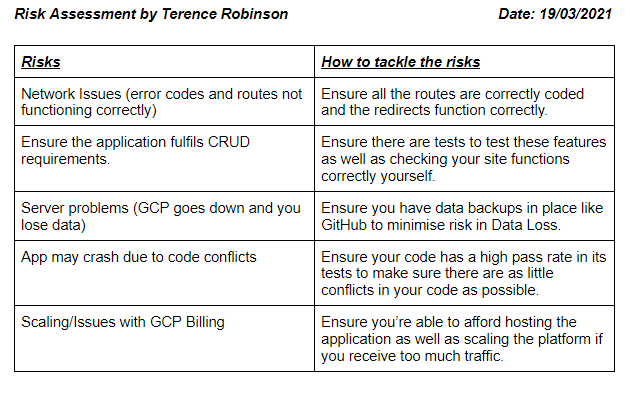 Risk Assessment by Terence Robinson Date: 19/03/2021
Risks How to tackle the risks
Network Issues (error codes and routes not
functioning correctly)
Ensure all the routes are correctly coded
and the redirects function correctly.
Ensure the application fulfils CRUD
requirements.
Ensure there are tests to test these features
as well as checking your site functions
correctly yourself.
Server problems (GCP goes down and you
lose data)
Ensure you have data backups in place like
GitHub to minimise risk in Data Loss.
App may crash due to code conflicts
Ensure your code has a high pass rate in its
tests to make sure there are as little
conflicts in your code as possible.
Scaling/Issues with GCP Billing
Ensure you're able to afford hosting the
application as well as scaling the platform if
you receive too much traffic.